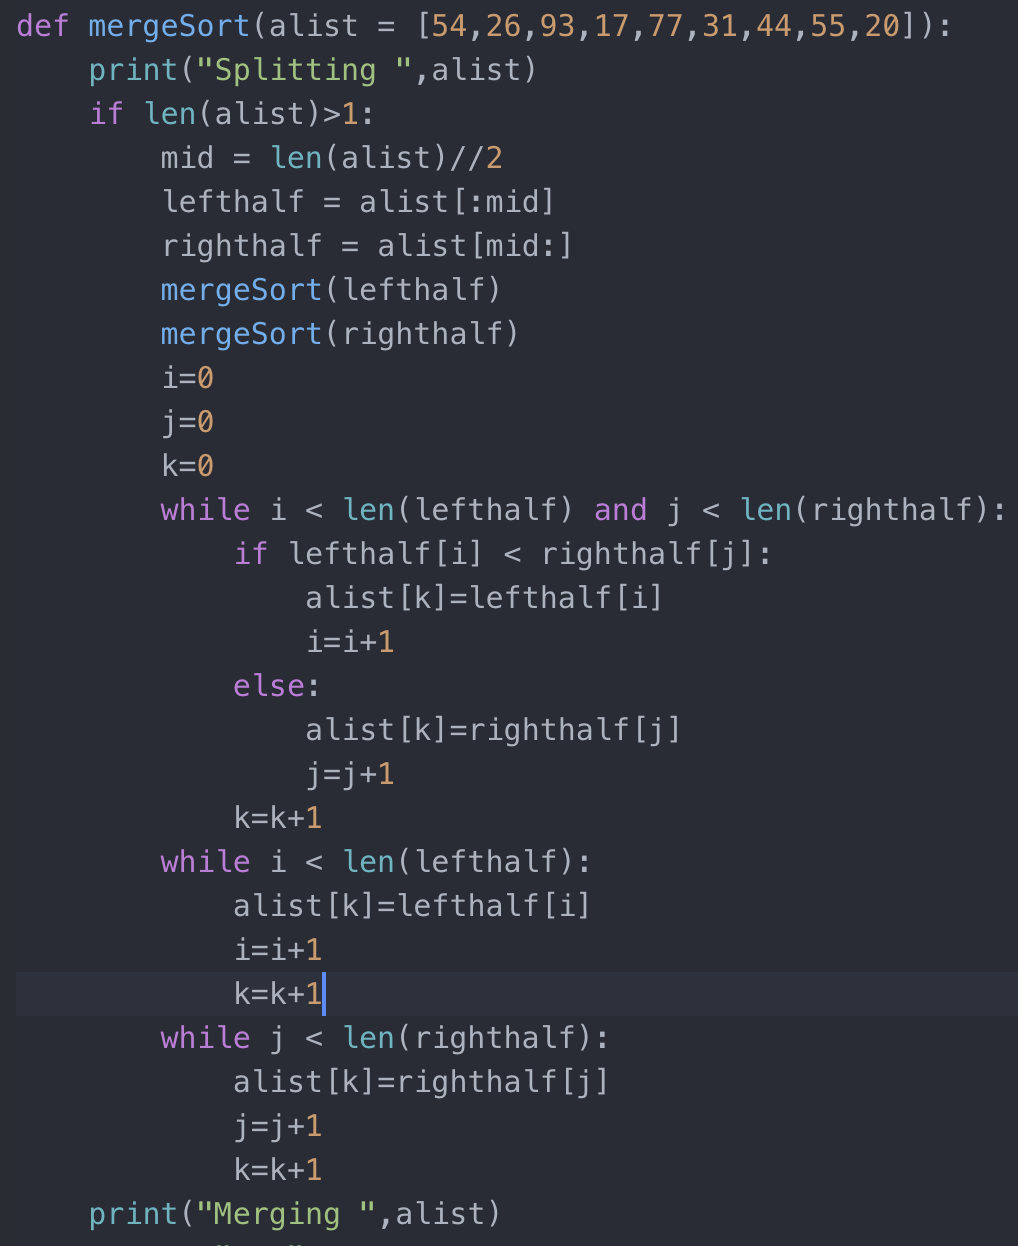 def mergeSort(alist = [54,26,93,17,77,31,44,55,20]):
    print("Splitting ",alist)
    if len(alist)>1:
        mid = len(alist)//2
        lefthalf = alist[:mid]
        righthalf = alist[mid:]
        mergeSort(lefthalf)
        mergeSort(righthalf)
        i=0
        j=0
        k=0
        while i < len(lefthalf) and j < len(righthalf):
            if lefthalf[i] < righthalf[j]:
                alist[k]=lefthalf[i]
                i=i+1
            else:
                alist[k]=righthalf[j]
                j=j+1
            k=k+1
        while i < len(lefthalf):
            alist[k]=lefthalf[i]
            i=i+1
            k=k+1
        while j < len(righthalf):
            alist[k]=righthalf[j]
            j=j+1
            k=k+1
    print("Merging ",alist)